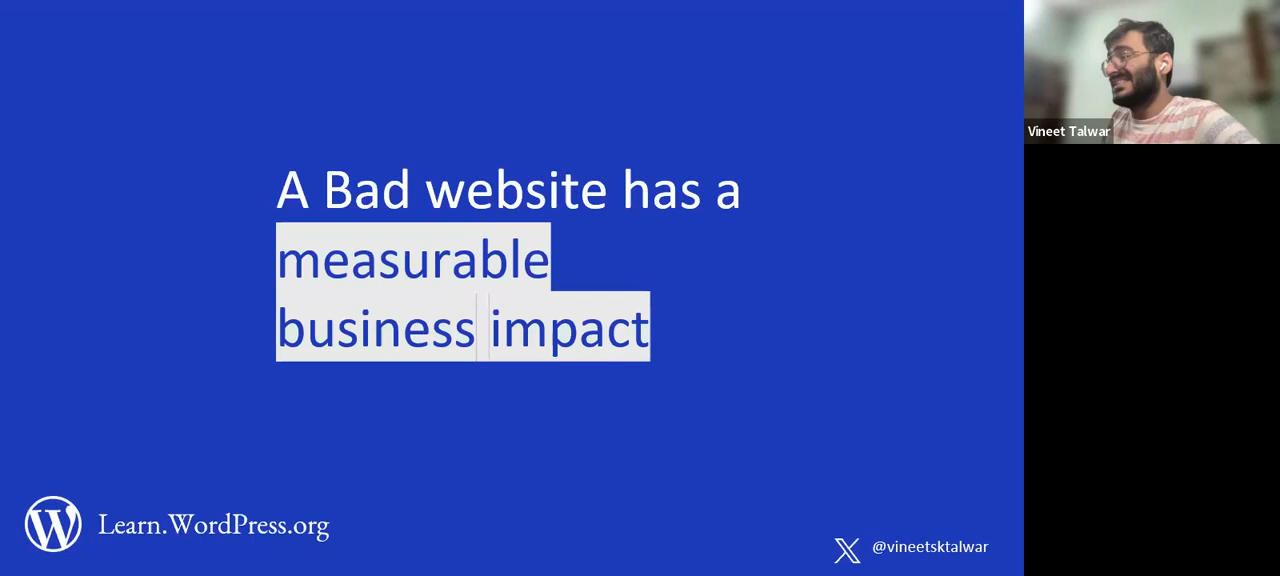 A Bad website has a
measurable
business impact
Learn.WordPress.org
@vineetsktalwar
Vineet Talwar